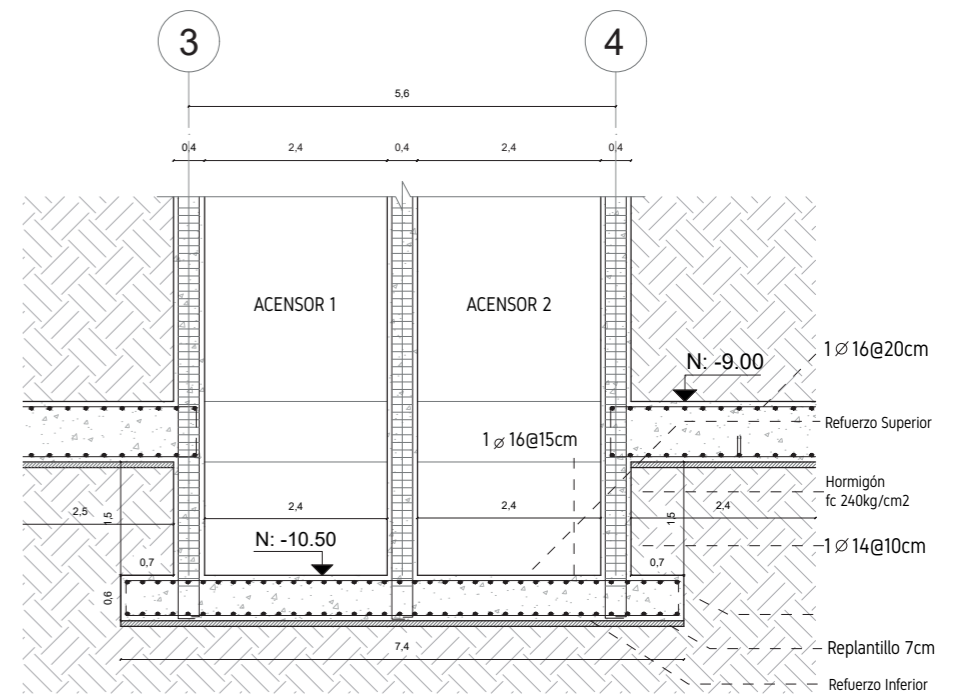 3 4
5,6
0,4 2,4 0,4 2,4 0,4
ACENSOR 1 ACENSOR 2
1 ∅ 16@20cm
N: -9.00
Refuerzo Superior
1 ∅ 16@15cm
Hormigón
fc 240kg/cm2
2,5 1,5 2,4 2,4 1,5 2,4
N: -10.50
1 ∅ 14@10cm
0,7 0,7
0,6
7,4
Replantillo 7cm
Refuerzo Inferior